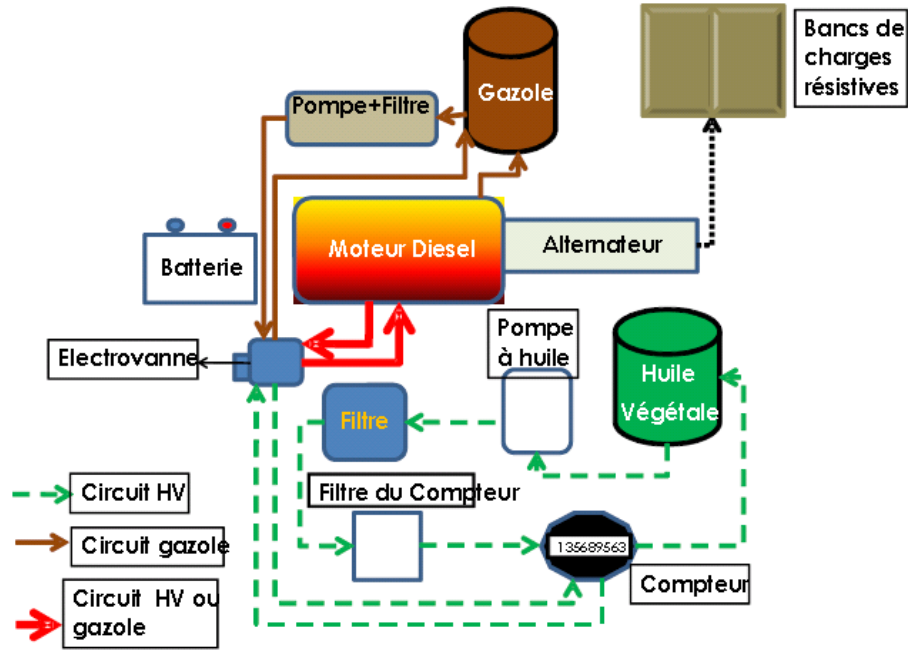 Bancs de
charges
résistives
Gazole
Pompe+Filtre
Moteur Diesel
Alternateur
Batterie
Pompe
à huile
Electrovanne
Huile
Végétale
Filtre
Circuit HV
Filtre du Compteur
Circuit gazole
135689563
Compteur
Circuit HV ou
gazole